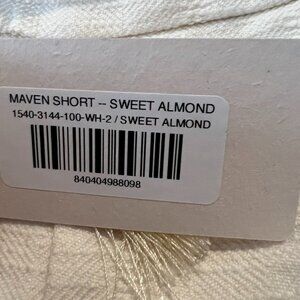 MAVEN SHORT -- SWEET ALMOND
1540-3144-100-WH-2 / SWEET ALMOND
840404988098